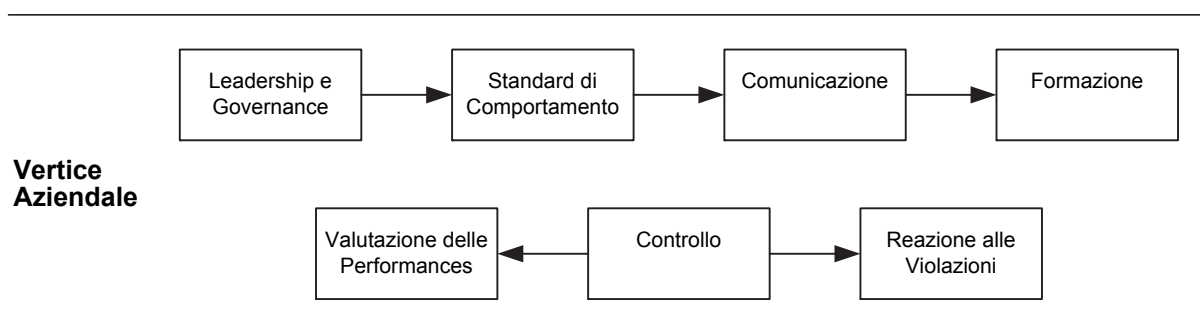 Leadership e
Governance
Standard di
Comportamento
Comunicazione
Formazione
Vertice
Aziendale
Valutazione delle
Performances
Controllo
Reazione alle
Violazioni